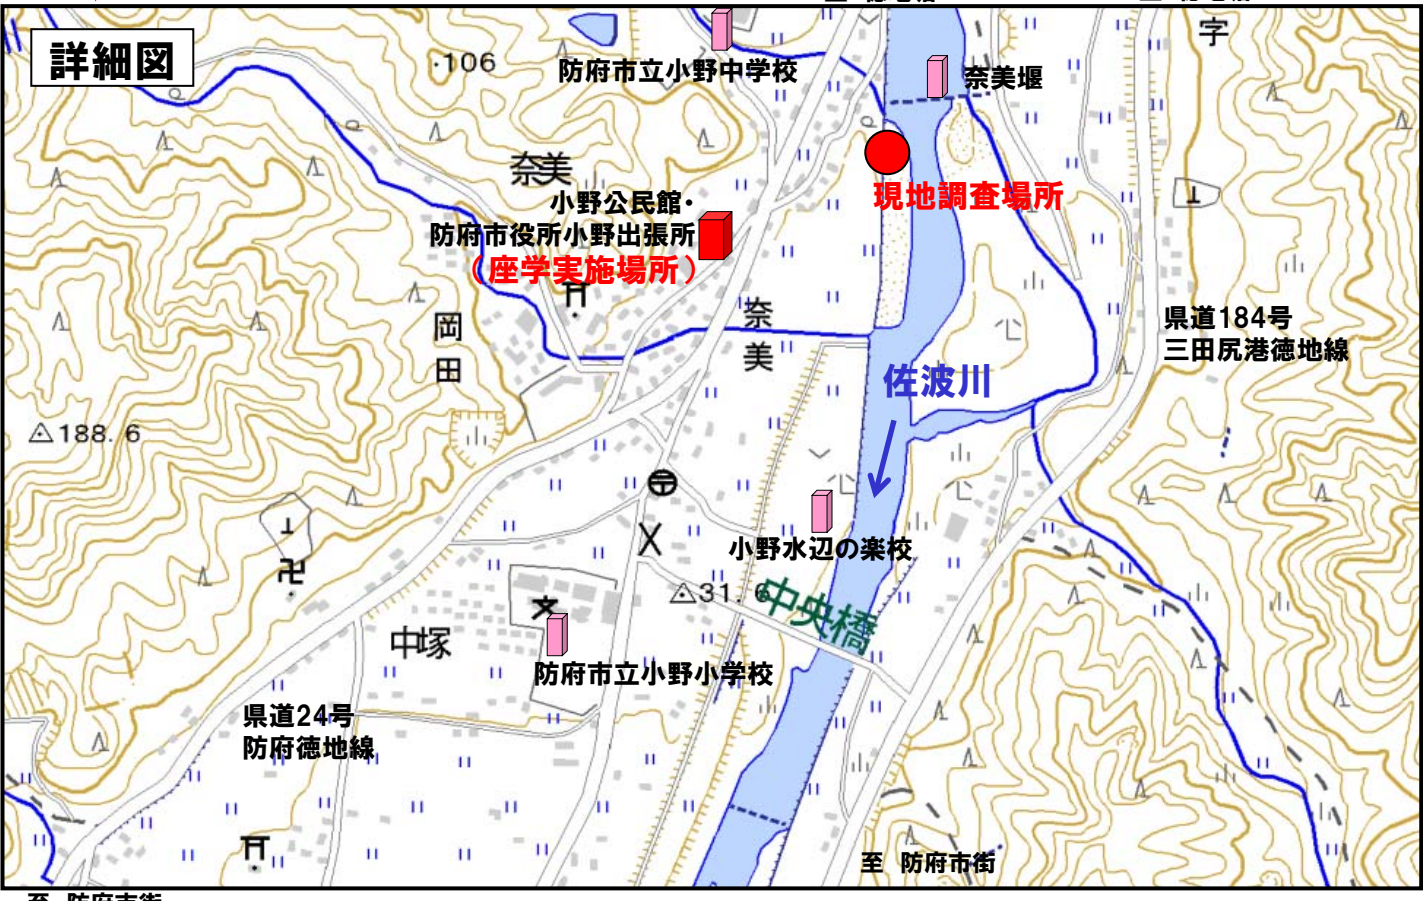 詳細図
・106
防府市立小野中学校
奈美堰
字
奈美
小野公民館・
防府市役所小野出張所
（座学実施場所）
現地調査場所
岡田
奈美
県道184号
三田尻港徳地線
佐波川
188.6
小野水辺の楽校
31.6
中央橋
中塚
防府市立小野小学校
県道24号
防府徳地線
至 防府市街